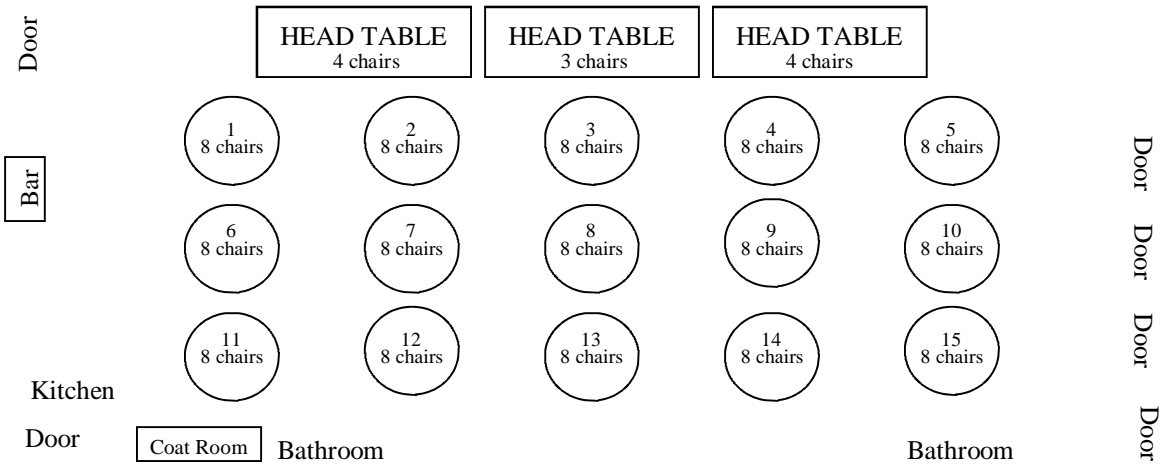 Door
HEAD TABLE
4 chairs
HEAD TABLE
3 chairs
HEAD TABLE
4 chairs
1
8 chairs
2
8 chairs
3
8 chairs
4
8 chairs
5
8 chairs
Door
Bar
6
8 chairs
7
8 chairs
8
8 chairs
9
8 chairs
10
8 chairs
Door
11
8 chairs
12
8 chairs
13
8 chairs
14
8 chairs
15
8 chairs
Door
Kitchen
Door
Coat Room
Bathroom
Bathroom
Door